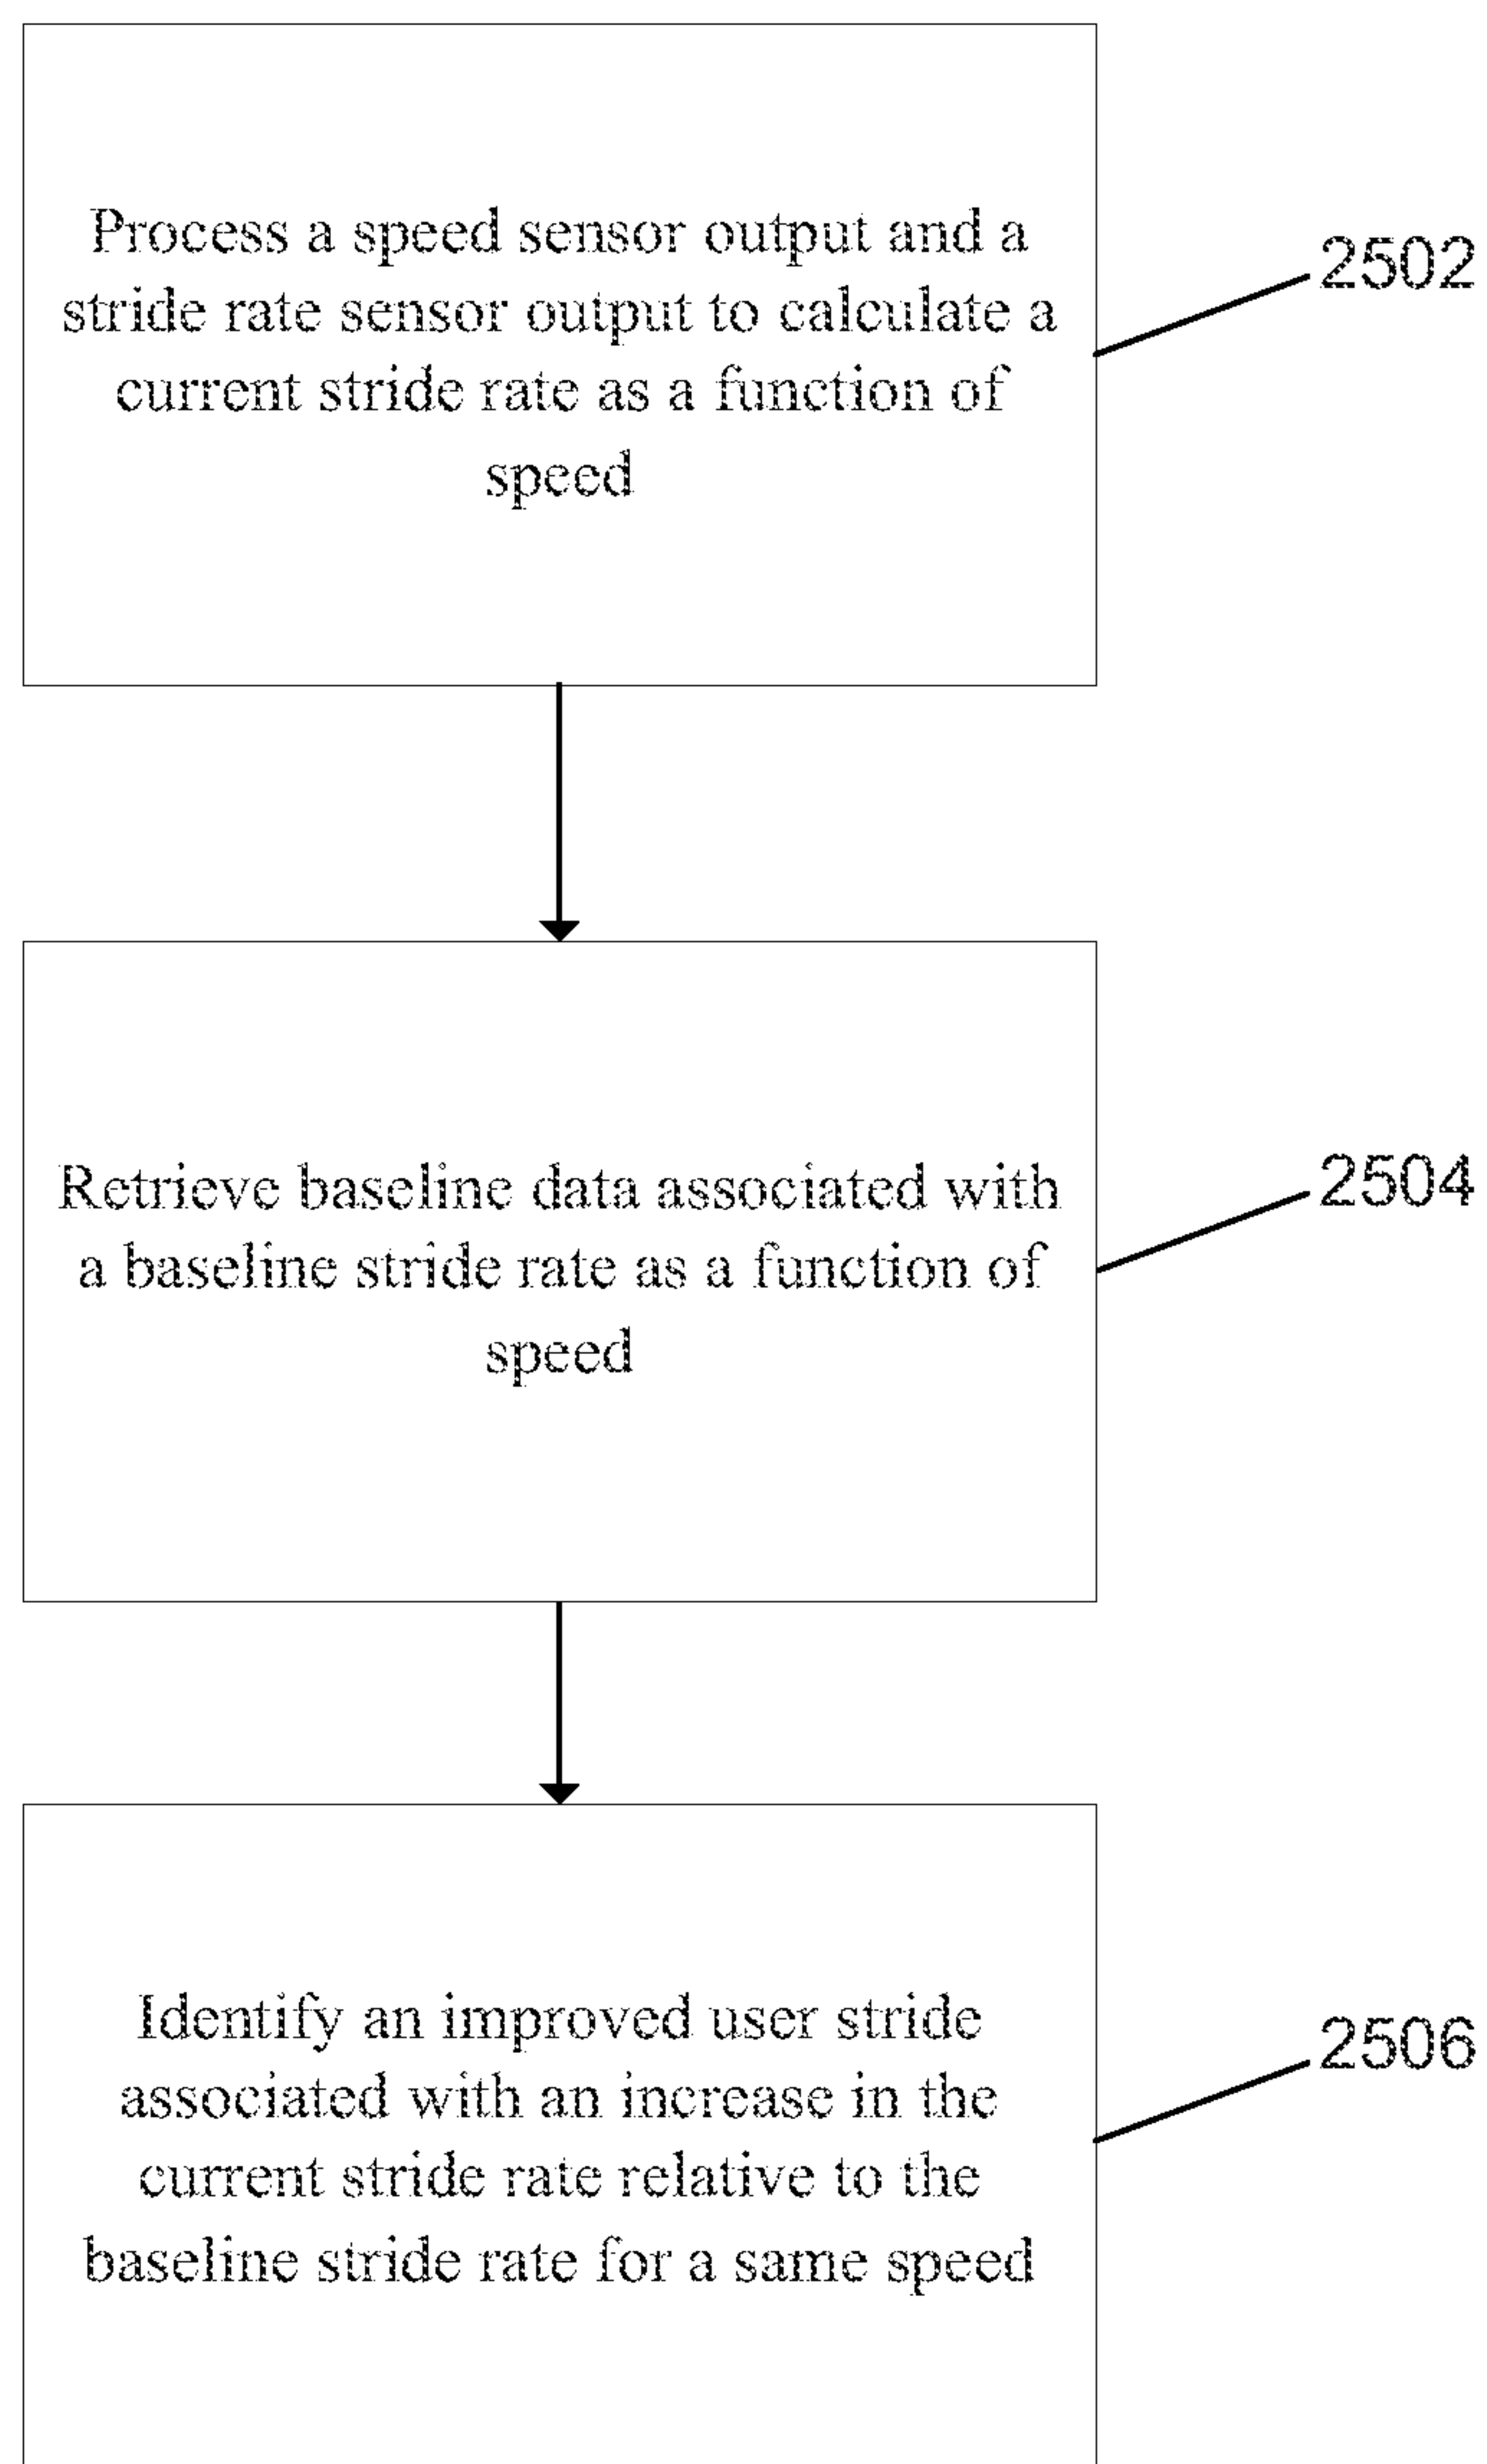 Process a speed sensor output and a
stride rate sensor output to calculate a
current stride rate as a function of
speed
2502
Retrieve baseline data associated with
a baseline stride rate as a function of
speed
2504
Identify an improved user stride
associated with an increase in the
current stride rate relative to the
baseline stride rate for a same speed
2506